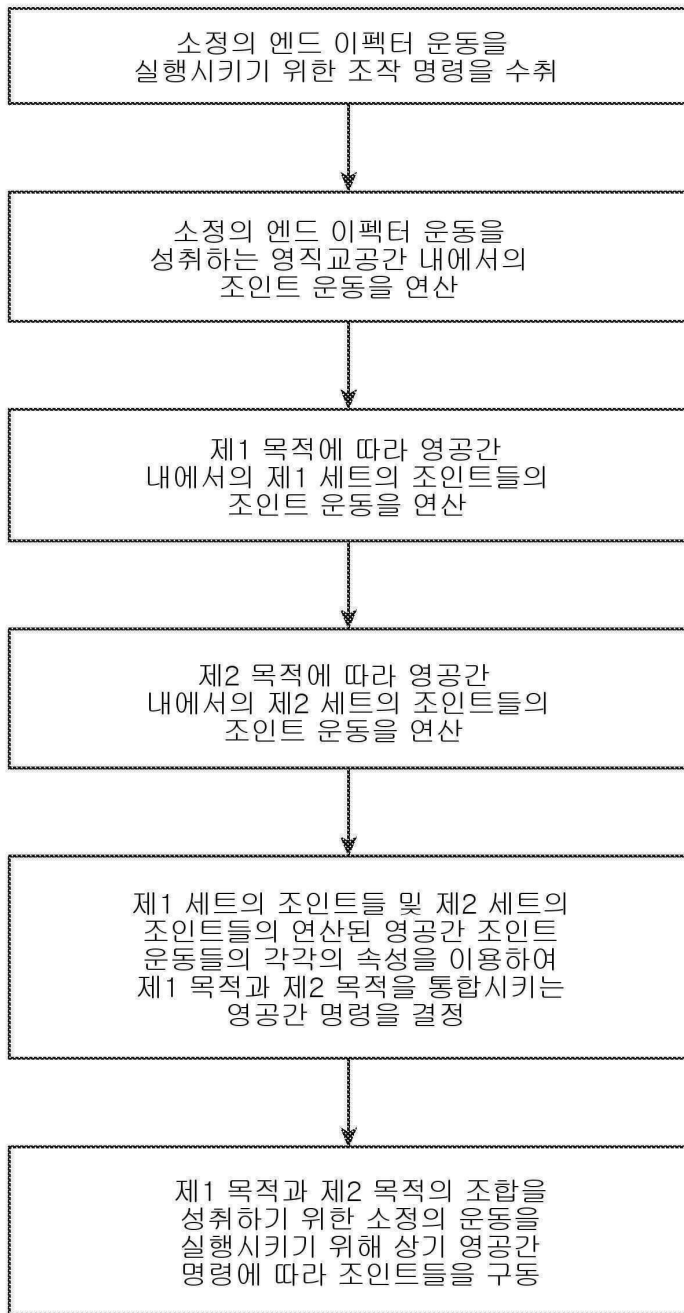 소정의 엔드 이펙터 운동을
실행시키기 위한 조작 명령을 수취
소정의 엔드 이펙터 운동을
성취하는 영직교공간 내에서의
조인트 운동을 연산
제1 목적에 따라 영공간
내에서의 제1 세트의 조인트들의
조인트 운동을 연산
제2 목적에 따라 영공간
내에서의 제2 세트의 조인트들의
조인트 운동을 연산
제1 세트의 조인트들 및 제2 세트의
조인트들의 연산된 영공간 조인트
운동들의 각각의 속성을 이용하여
제1 목적과 제2 목적을 통합시키는
영공간 명령을 결정
제1 목적과 제2 목적의 조합을
성취하기 위한 소정의 운동을
실행시키기 위해 상기 영공간
명령에 따라 조인트들을 구동